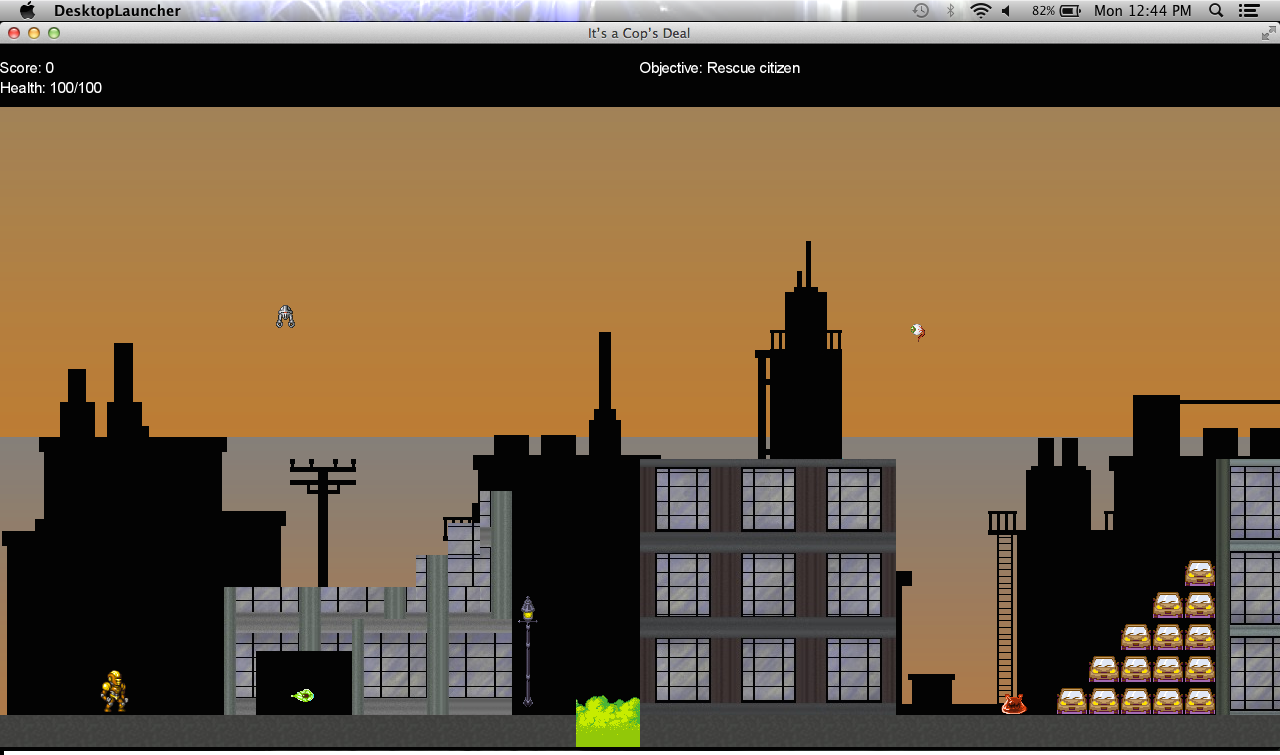 DesktopLauncher
82%
Mon 12:44 PM
It's a Cop's Deal
Score: 0
Objective: Rescue citizen
Health: 100/100